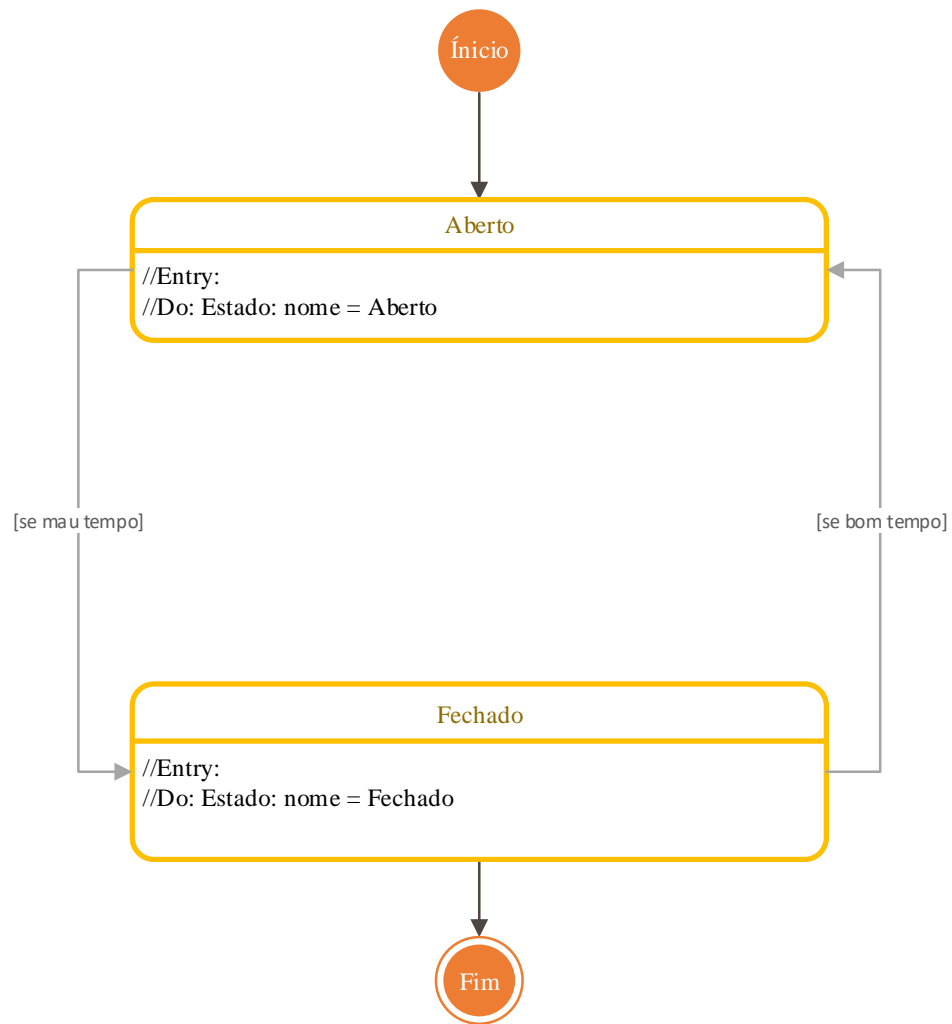 Ínicio
Aberto
//Entry:
//Do: Estado: nome = Aberto
[se mau tempo]
[se bom tempo]
Fechado
//Entry:
//Do: Estado: nome = Fechado
Fim